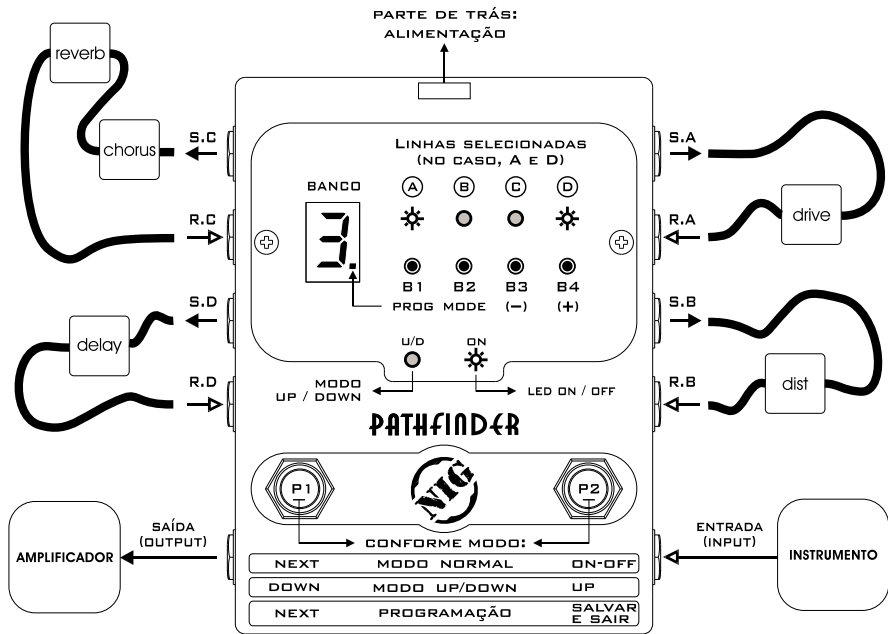 PARTE DE TRÁS:
ALIMENTAÇÃO
reverb
chorus
S.C
S.A
LINHAS SELECIONADAS
(NO CASO, A E D)
BANCO
A B C D
3.
R.C
R.A
drive
B1 B2 B3 B4
PROG MODE (-) (+)
S.D
S.B
delay
U/D ON
MODO
UP / DOWN
LED ON / OFF
R.D
R.B
dist
PATHFINDER
P1
NIG
P2
AMPLIFICADOR
SAÍDA
(OUTPUT)
ENTRADA
(INPUT)
INSTRUMENTO
CONFORME MODO:
NEXT MODO NORMAL ON-OFF
DOWN MODO UP/DOWN UP
NEXT PROGRAMAÇÃO SALVAR
E SAIR